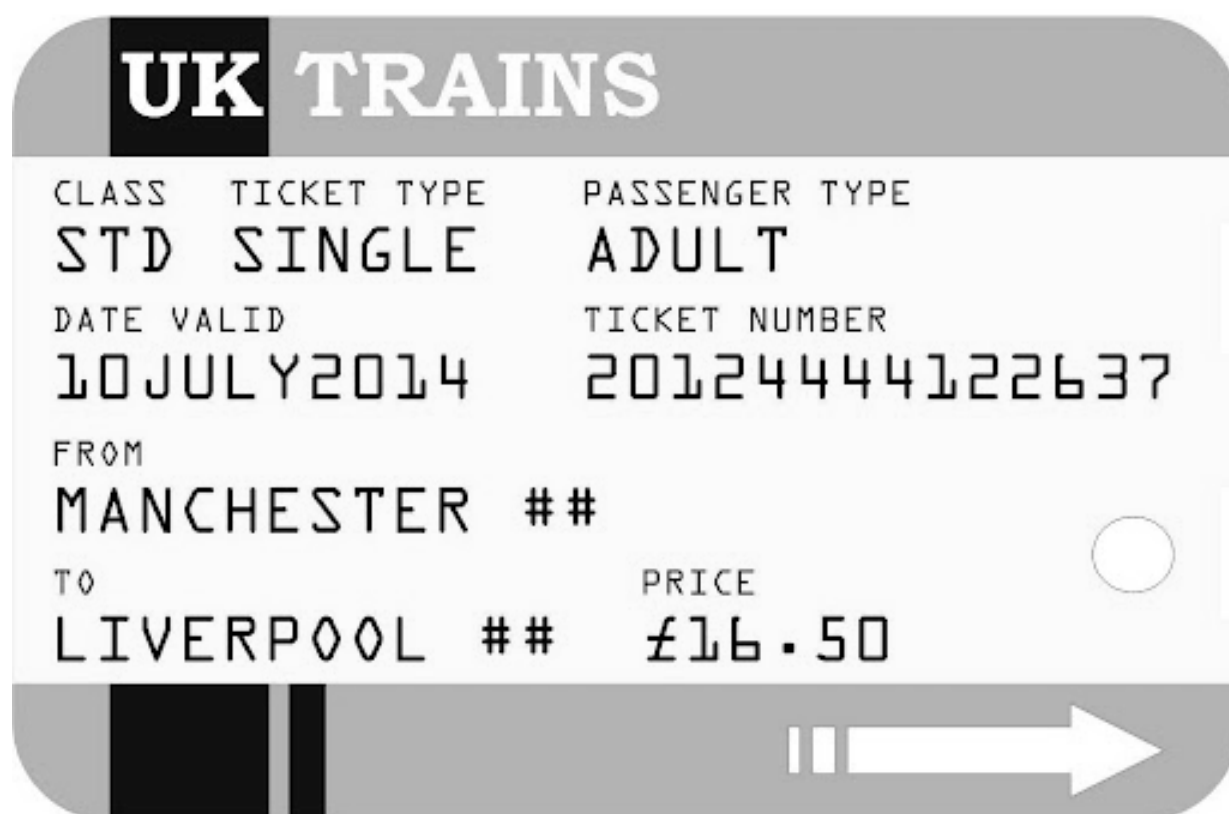 UK TRAINS
CLASS TICKET TYPE PASSENGER TYPE
STD SINGLE ADULT
DATE VALID TICKET NUMBER
10JULY2014 20124444122637
FROM
MANCHESTER ##
TO PRICE
LIVERPOOL ## £16.50